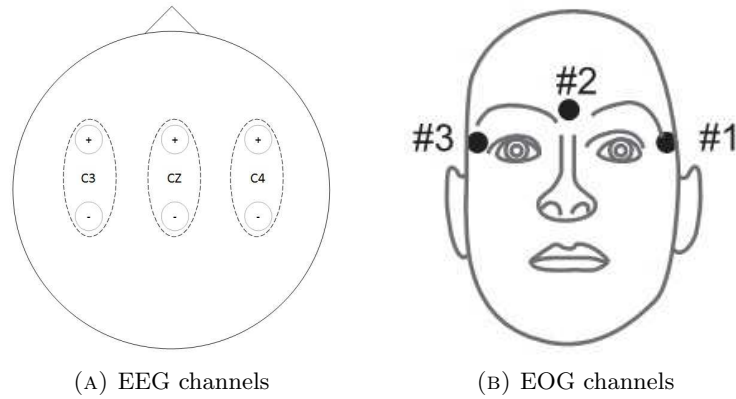 + + +
C3 CZ C4
- - -
(A) EEG channels
#2
#3 #1
(B) EOG channels